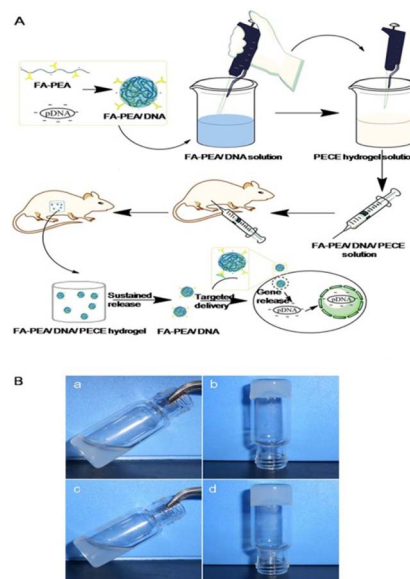 A
FA-PEA
pDNA
FA-PEA/DNA
FA-PEA/DNA solution
PECE hydrogel solution
FA-PEA/DNA/PECE
solution
Sustained
release
Targeted
delivery
Gene
release
pDNA
pDNA
FA-PEA/DNA/PECE hydrogel
FA-PEA/DNA
B
a
b
c
d